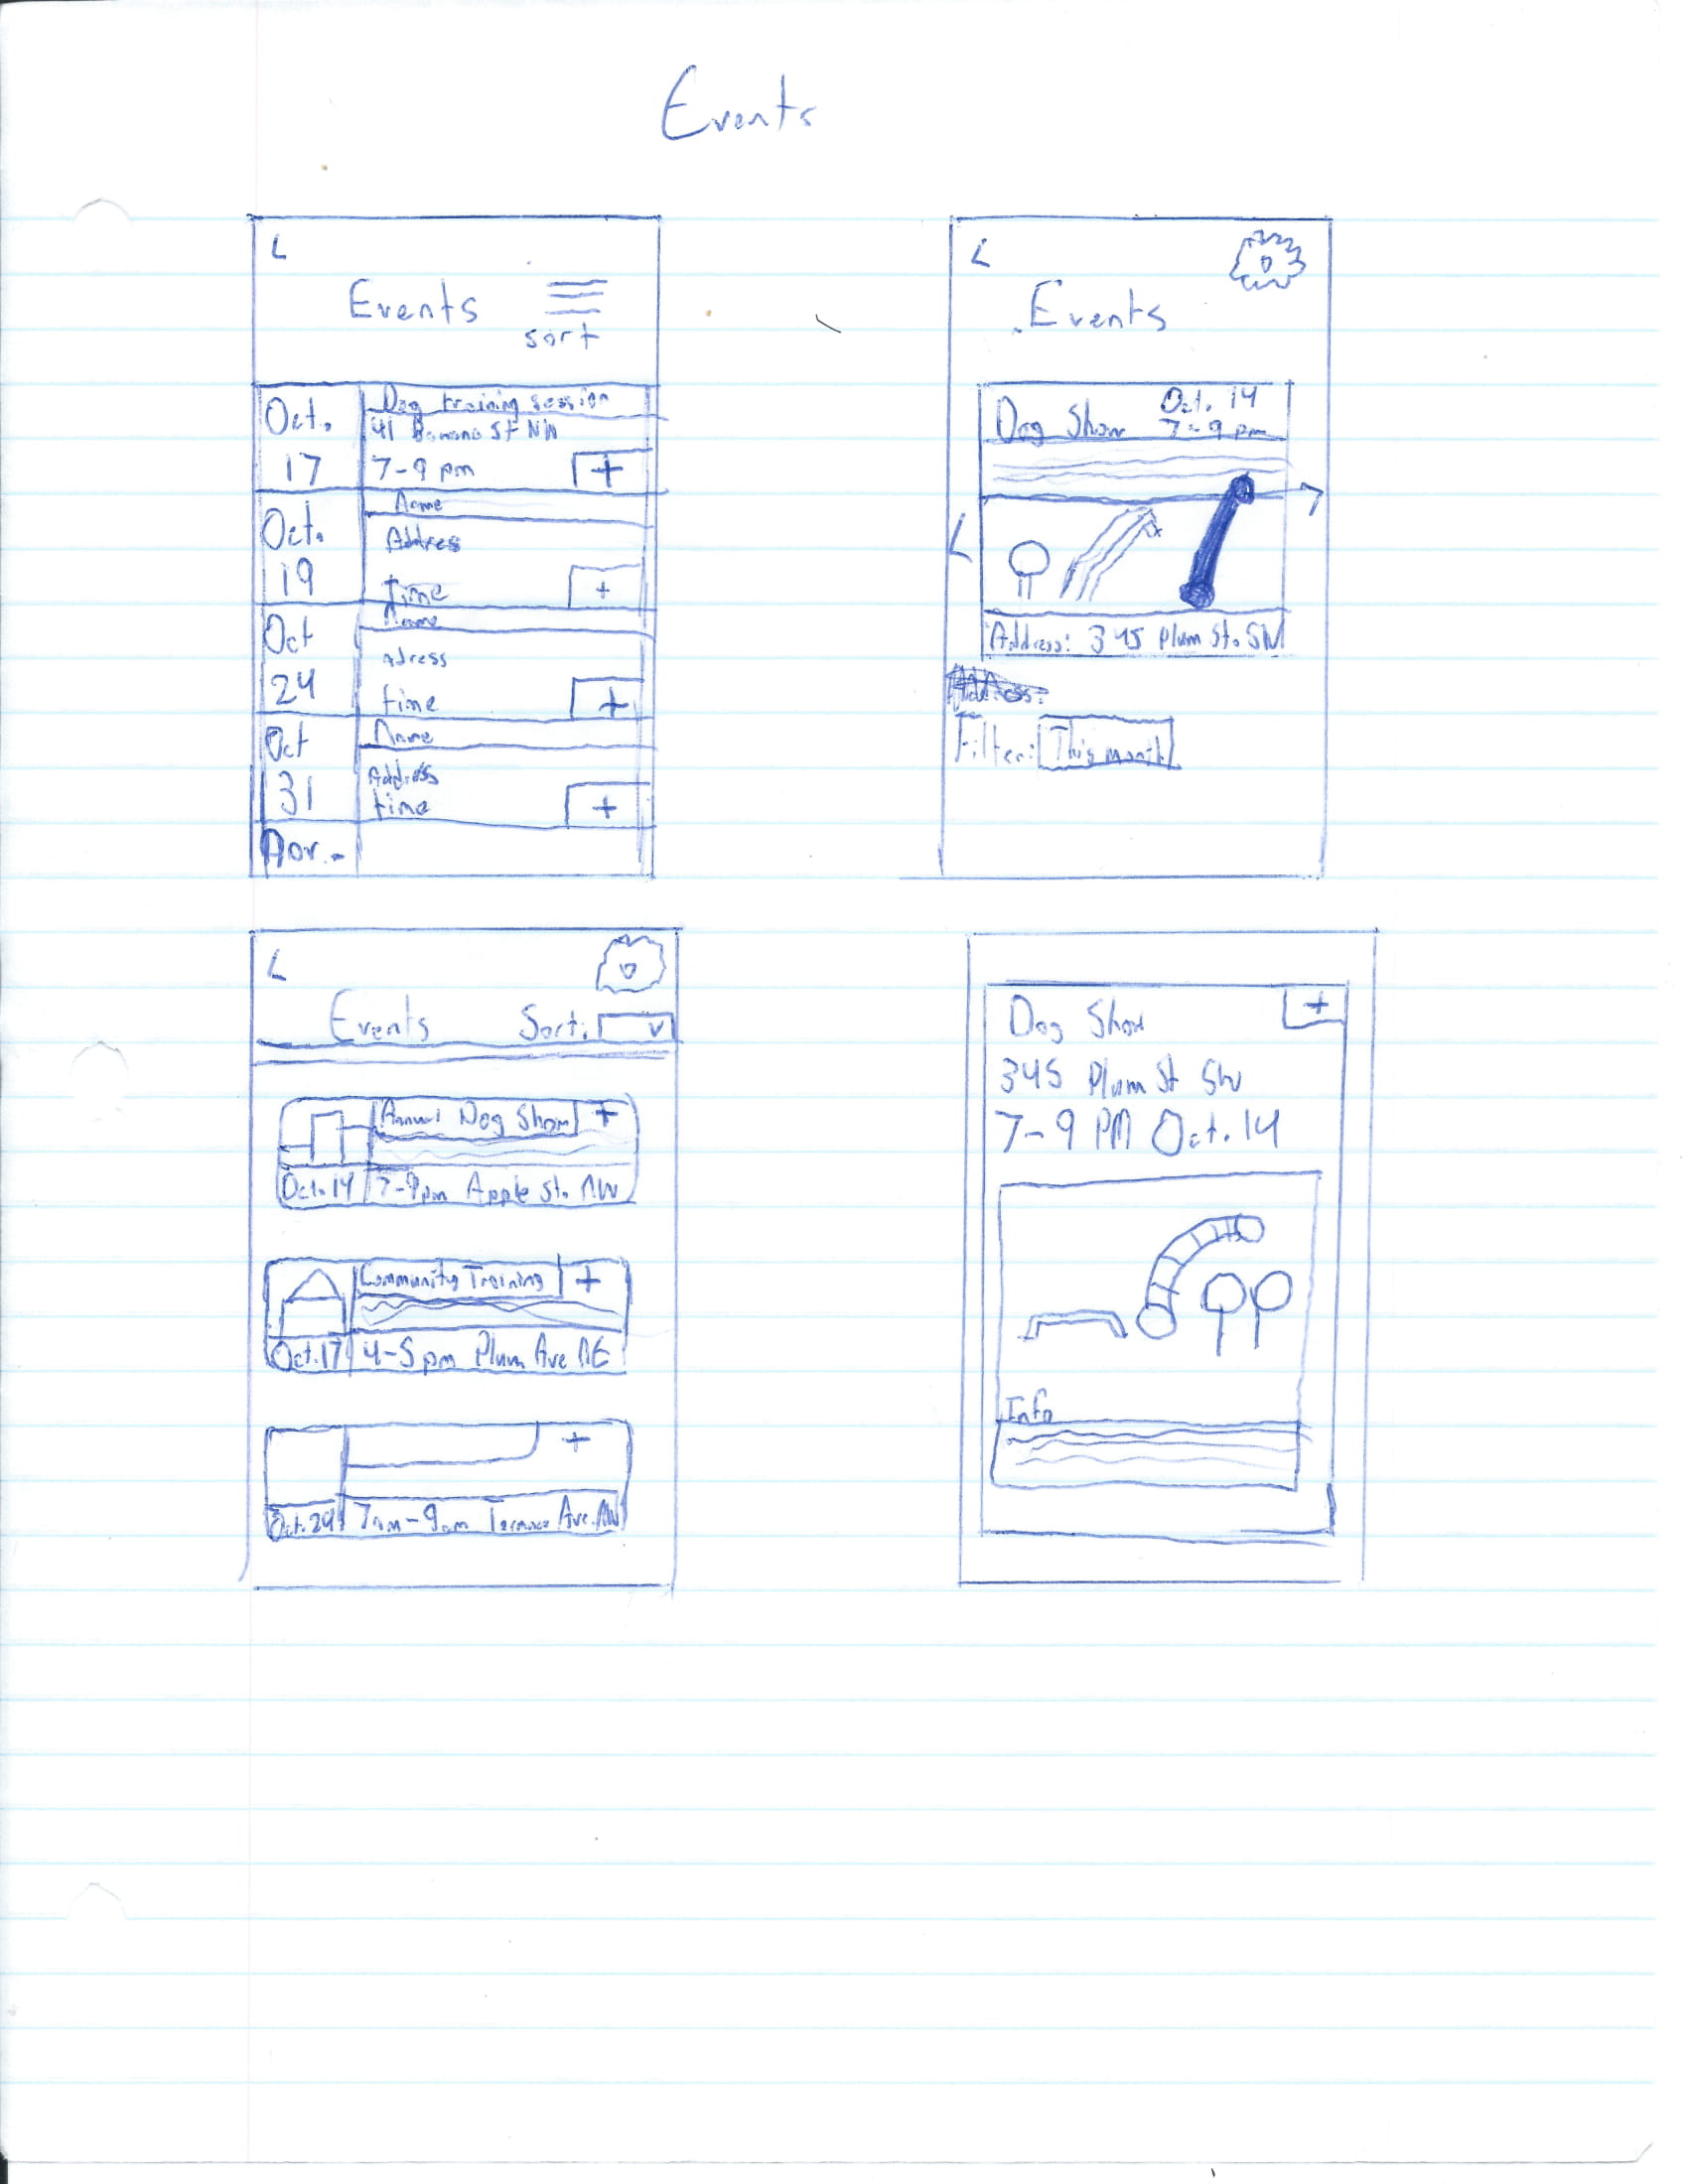 Events
Events
sort
Oct.
17
Dog training session
41 Banana St NW
7-9 pm
+
Oct.
19
Name
Address
time
+
Oct
24
Name
adress
time
+
Oct
31
Name
Address
time
+
Nov.
Events
Dog Show
Oct. 14
7-9 pm
Address: 345 Plum St. SW
Address:
Filter: This month
Events Sort:
Annual Dog Show +
Oct. 14 7-9pm Apple St. NW
Community Training +
Oct. 17 4-5 pm Plum Ave NE
+
Oct. 24 7am-9am Ave. NW
Dog Show +
345 Plum St SW
7-9 PM Oct. 14
Info